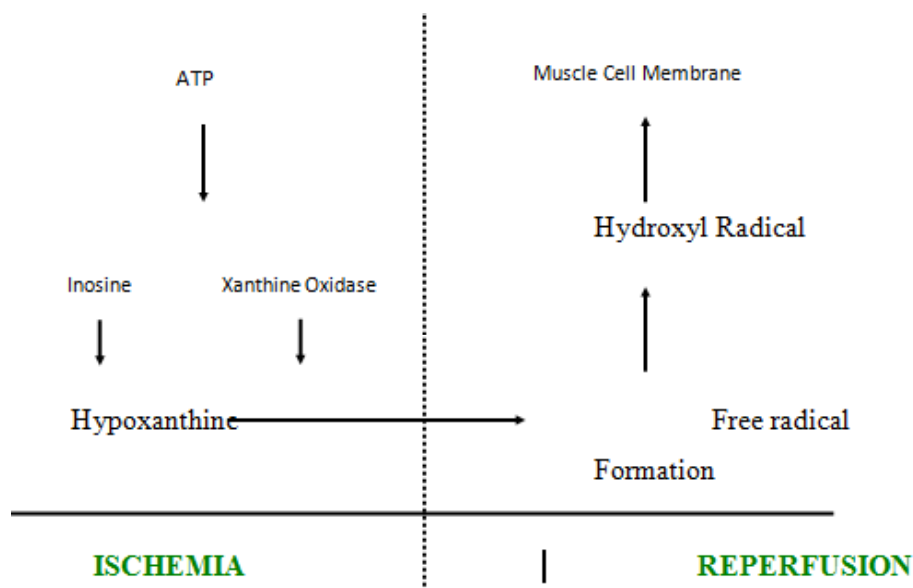 ATP
Muscle Cell Membrane
Hydroxyl Radical
Inosine Xanthine Oxidase
Hypoxanthine Free radical
Formation
ISCHEMIA | REPERFUSION